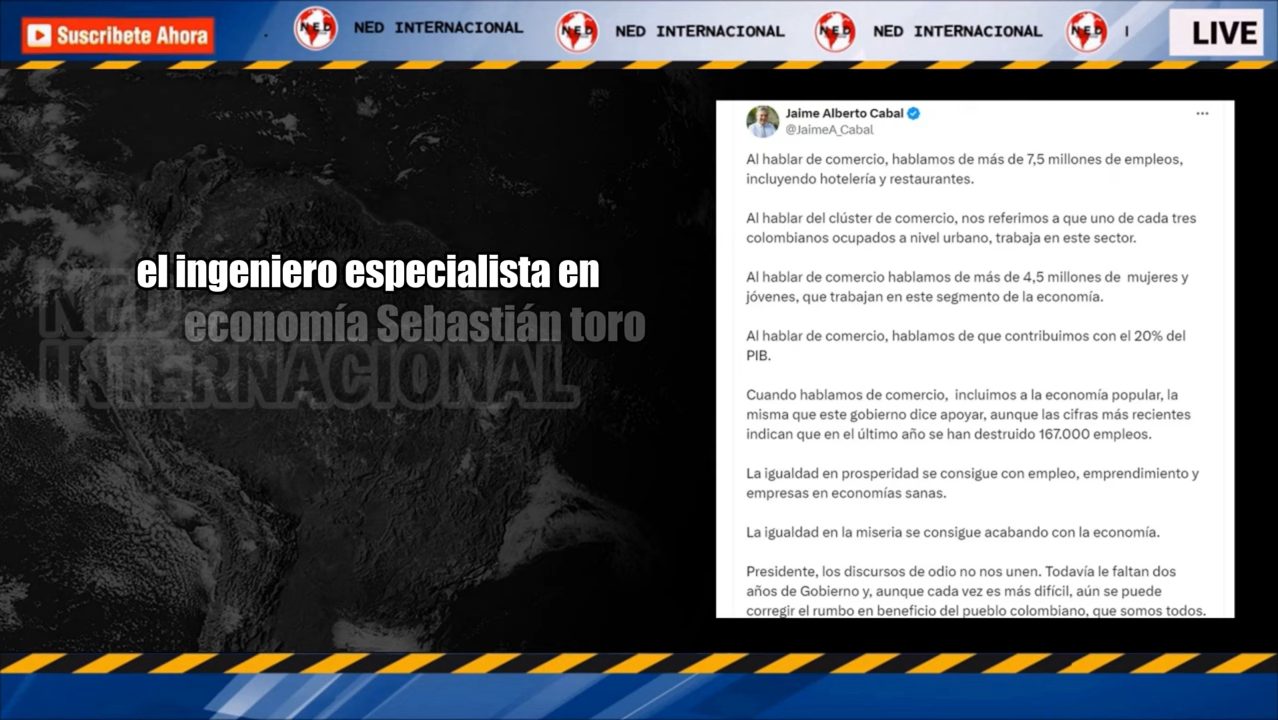 Suscribete Ahora
NED
NED INTERNACIONAL
NED
NED INTERNACIONAL
NED
NED INTERNACIONAL
NED
LIVE
el ingeniero especialista en
economía Sebastián toro
NED
INTERNACIONAL
Jaime Alberto Cabal
@JaimeA_Cabal
Al hablar de comercio, hablamos de más de 7,5 millones de empleos,
incluyendo hotelería y restaurantes.
Al hablar del clúster de comercio, nos referimos a que uno de cada tres
colombianos ocupados a nivel urbano, trabaja en este sector.
Al hablar de comercio hablamos de más de 4,5 millones de mujeres y
jóvenes, que trabajan en este segmento de la economía.
Al hablar de comercio, hablamos de que contribuimos con el 20% del
PIB.
Cuando hablamos de comercio, incluimos a la economía popular, la
misma que este gobierno dice apoyar, aunque las cifras más recientes
indican que en el último año se han destruido 167.000 empleos.
La igualdad en prosperidad se consigue con empleo, emprendimiento y
empresas en economías sanas.
La igualdad en la miseria se consigue acabando con la economía.
Presidente, los discursos de odio no nos unen. Todavía le faltan dos
años de Gobierno y, aunque cada vez es más difícil, aún se puede
corregir el rumbo en beneficio del pueblo colombiano, que somos todos.